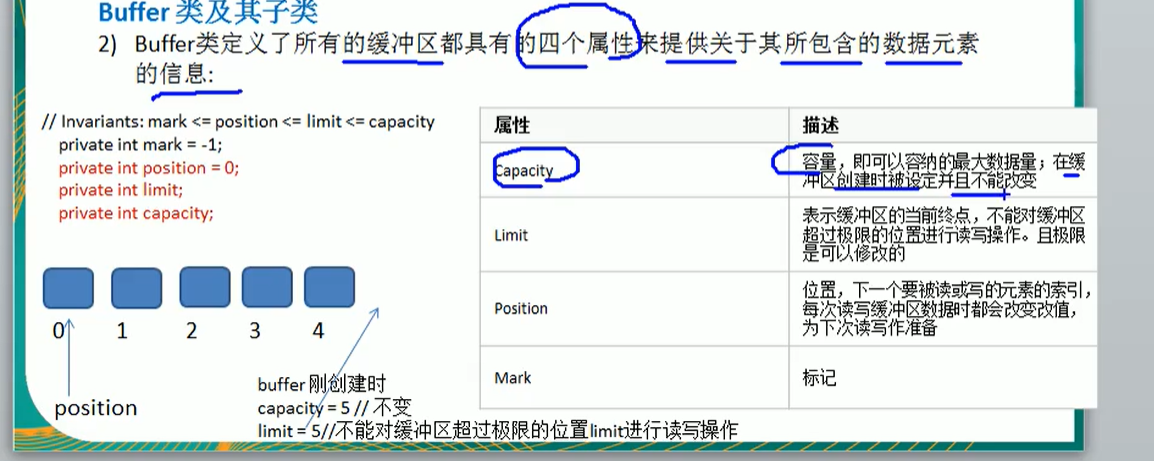 Buffer 类及其子类
2) Buffer类定义了所有的缓冲区都具有的四个属性来提供关于其所包含的数据元素
的信息:
// Invariants: mark <= position <= limit <= capacity
private int mark = -1;
private int position = 0;
private int limit;
private int capacity;
属性 描述
Capacity 容量，即可以容纳的最大数据量；在缓
冲区创建时被设定并且不能改变
Limit 表示缓冲区的当前终点，不能对缓冲区
超过极限的位置进行读写操作。且极限
是可以修改的
Position 位置，下一个要被读或写的元素的索引，
每次读写缓冲区数据时都会改变改值，
为下次读写作准备
Mark 标记
0 1 2 3 4
position
buffer 刚创建时
capacity = 5 // 不变
limit = 5//不能对缓冲区超过极限的位置limit进行读写操作